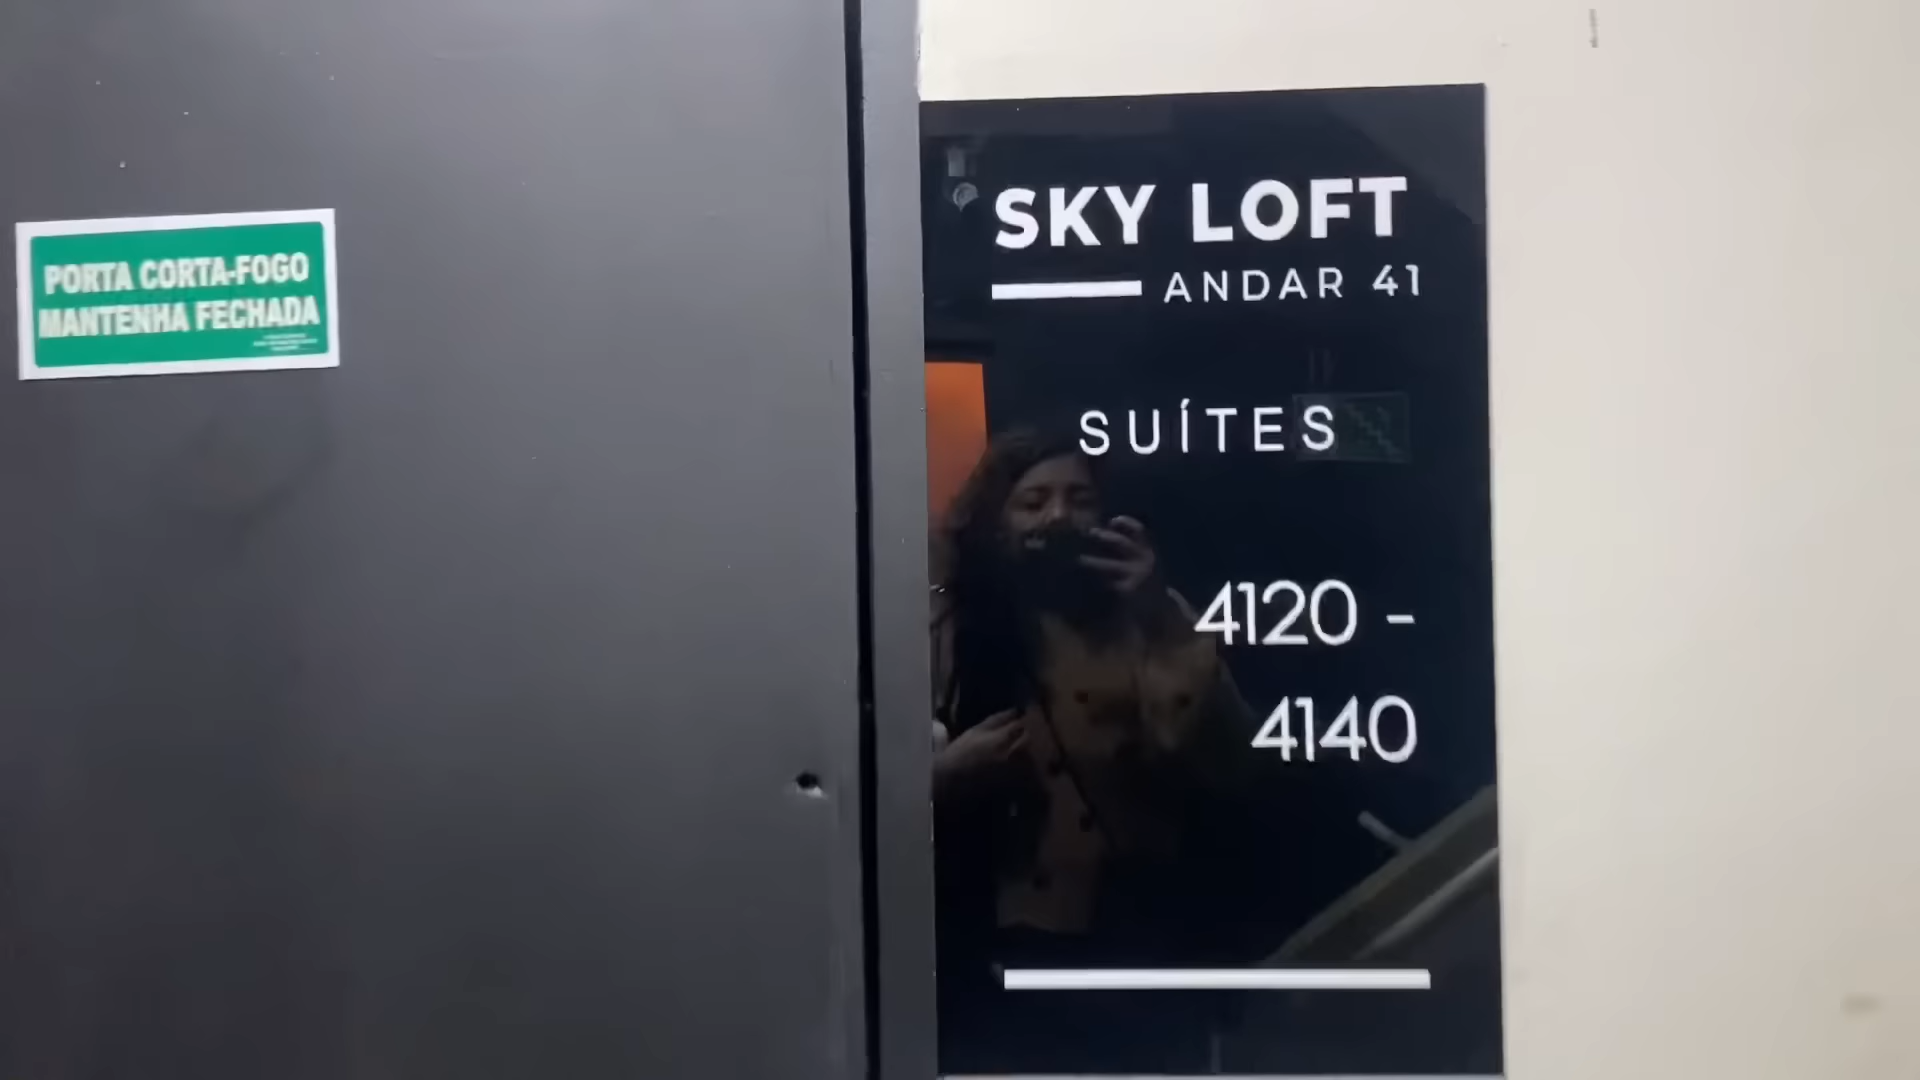 PORTA CORTA-FOGO
MANTENHA FECHADA
SKY LOFT
ANDAR 41
SUÍTES
4120 -
4140